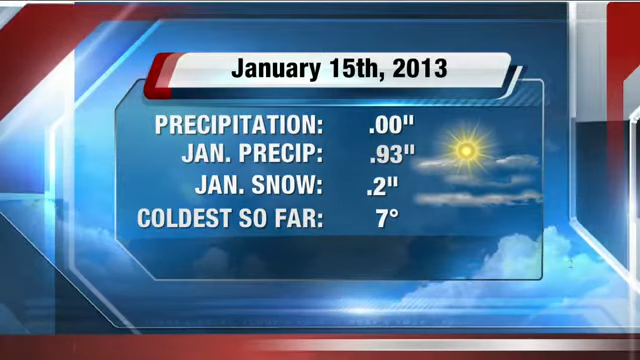 January 15th, 2013
PRECIPITATION: .00"
JAN. PRECIP: .93"
JAN. SNOW: .2"
COLDEST SO FAR: 7°